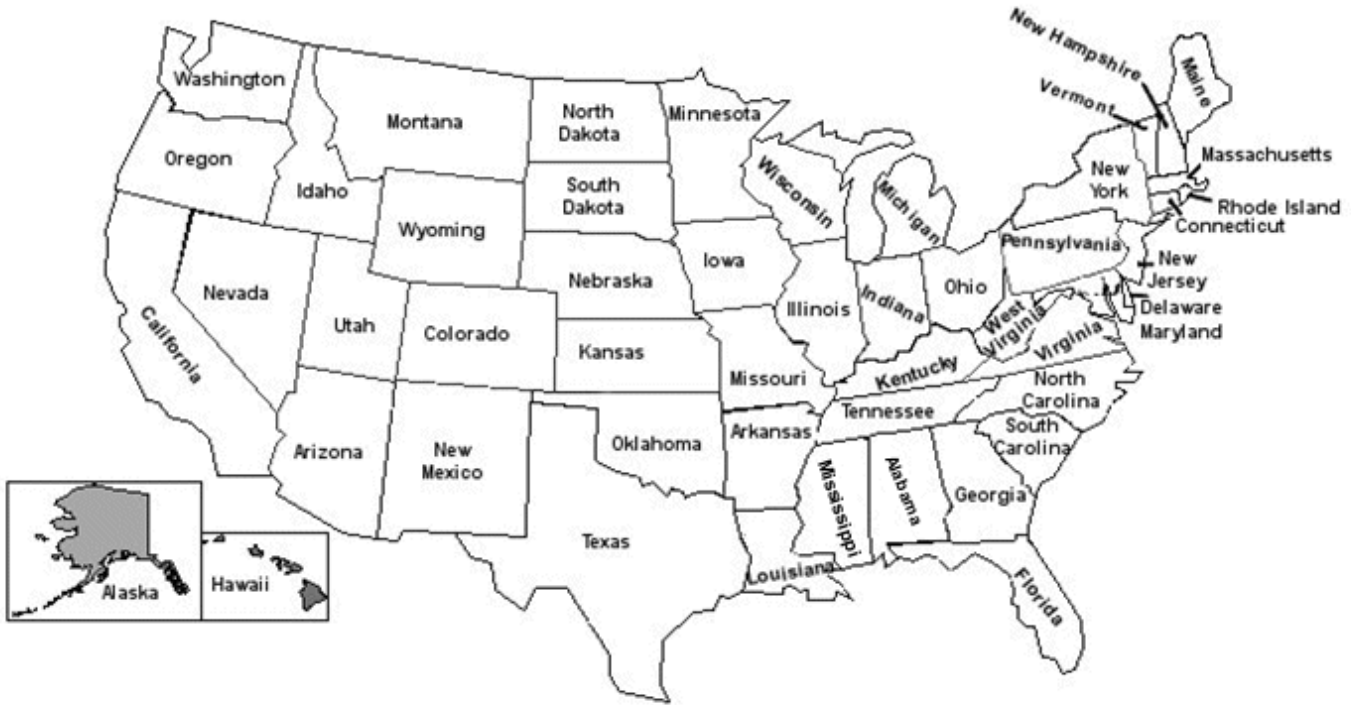 New Hampshire
Vermont
Maine
Washington
Montana
North
Dakota
Minnesota
Oregon
Idaho
Wisconsin
Michigan
New
York
Massachusetts
South
Dakota
Wyoming
Rhode Island
Connecticut
Pennsylvania
Iowa
Nebraska
Nevada
Ohio
New
Jersey
Illinois
Indiana
Delaware
Utah
Colorado
West
Virginia
Virginia
Maryland
California
Kansas
Missouri
Kentucky
North
Carolina
Tennessee
Arizona
New
Mexico
Oklahoma
Arkansas
South
Carolina
Mississippi
Alabama
Georgia
Texas
Louisiana
Florida
Alaska
Hawaii